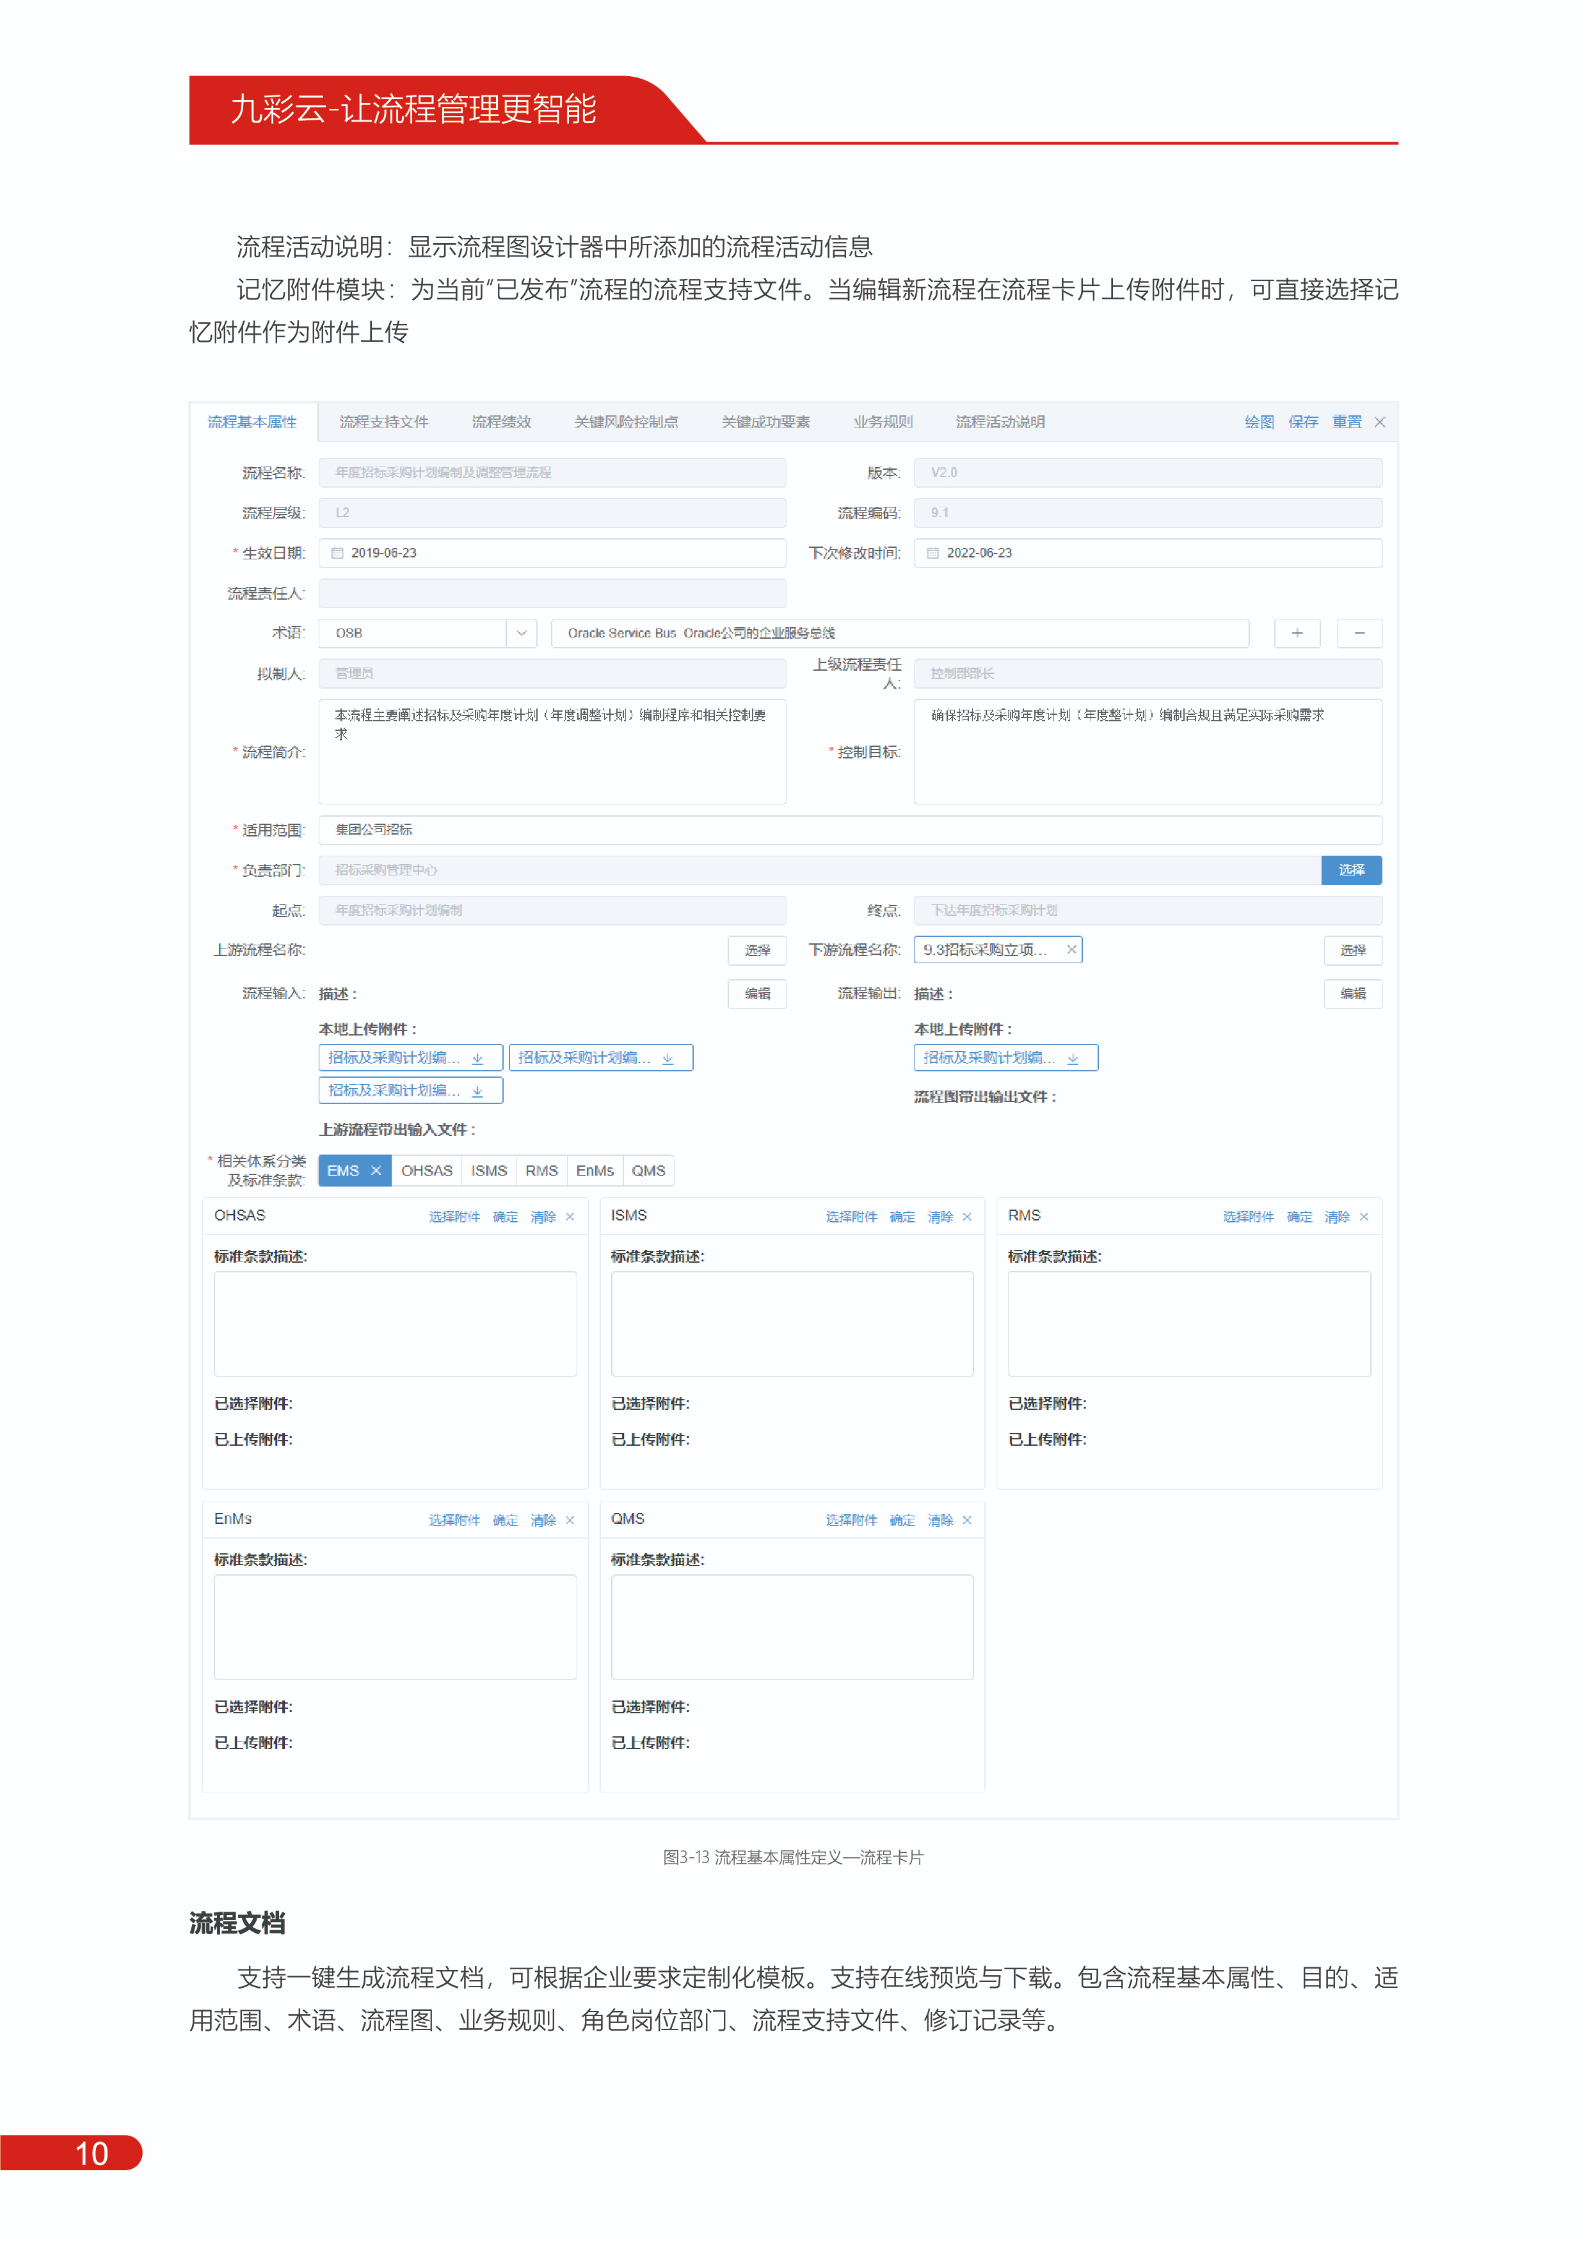 九彩云-让流程管理更智能
流程活动说明：显示流程图设计器中所添加的流程活动信息
记忆附件模块：为当前“已发布”流程的流程支持文件。当编辑新流程在流程卡片上传附件时，可直接选择记
忆附件作为附件上传
流程基本属性 流程支持文件 流程绩效 关键风险控制点 关键成功要素 业务规则 流程活动说明 绘图 保存 重置 ×
流程名称: 年度招标采购计划编制及调整管理流程 版本: V2.0
流程层级: L2 流程编码: 9.1
* 生效日期: 2019-06-23 下次修改时间: 2022-06-23
流程责任人:
术语: OSB Oracle Service Bus Oracle公司的企业服务总线 + −
拟制人: 管理员 上级流程责任人: 控制部部长
* 流程简介: 本流程主要阐述招标及采购年度计划（年度调整计划）编制程序和相关控制要
求
* 控制目标: 确保招标及采购年度计划（年度整计划）编制合规且满足实际采购需求
* 适用范围: 集团公司招标
* 负责部门: 招标采购管理中心 选择
起点: 年度招标采购计划编制 终点: 下达年度招标采购计划
上游流程名称: 选择 下游流程名称: 9.3招标采购立项... × 选择
流程输入: 描述： 编辑 流程输出: 描述： 编辑
本地上传附件： 本地上传附件：
招标及采购计划编... 招标及采购计划编... 招标及采购计划编...
招标及采购计划编... 流程图带出输出文件：
上游流程带出输入文件：
* 相关体系分类
及标准条款: EMS × OHSAS ISMS RMS EnMs QMS
OHSAS 选择附件 确定 清除 × ISMS 选择附件 确定 清除 × RMS 选择附件 确定 清除 ×
标准条款描述: 标准条款描述: 标准条款描述:
已选择附件: 已选择附件: 已选择附件:
已上传附件: 已上传附件: 已上传附件:
EnMs 选择附件 确定 清除 × QMS 选择附件 确定 清除 ×
标准条款描述: 标准条款描述:
已选择附件: 已选择附件:
已上传附件: 已上传附件:
图3-13 流程基本属性定义—流程卡片
流程文档
支持一键生成流程文档，可根据企业要求定制化模板。支持在线预览与下载。包含流程基本属性、目的、适
用范围、术语、流程图、业务规则、角色岗位部门、流程支持文件、修订记录等。
10